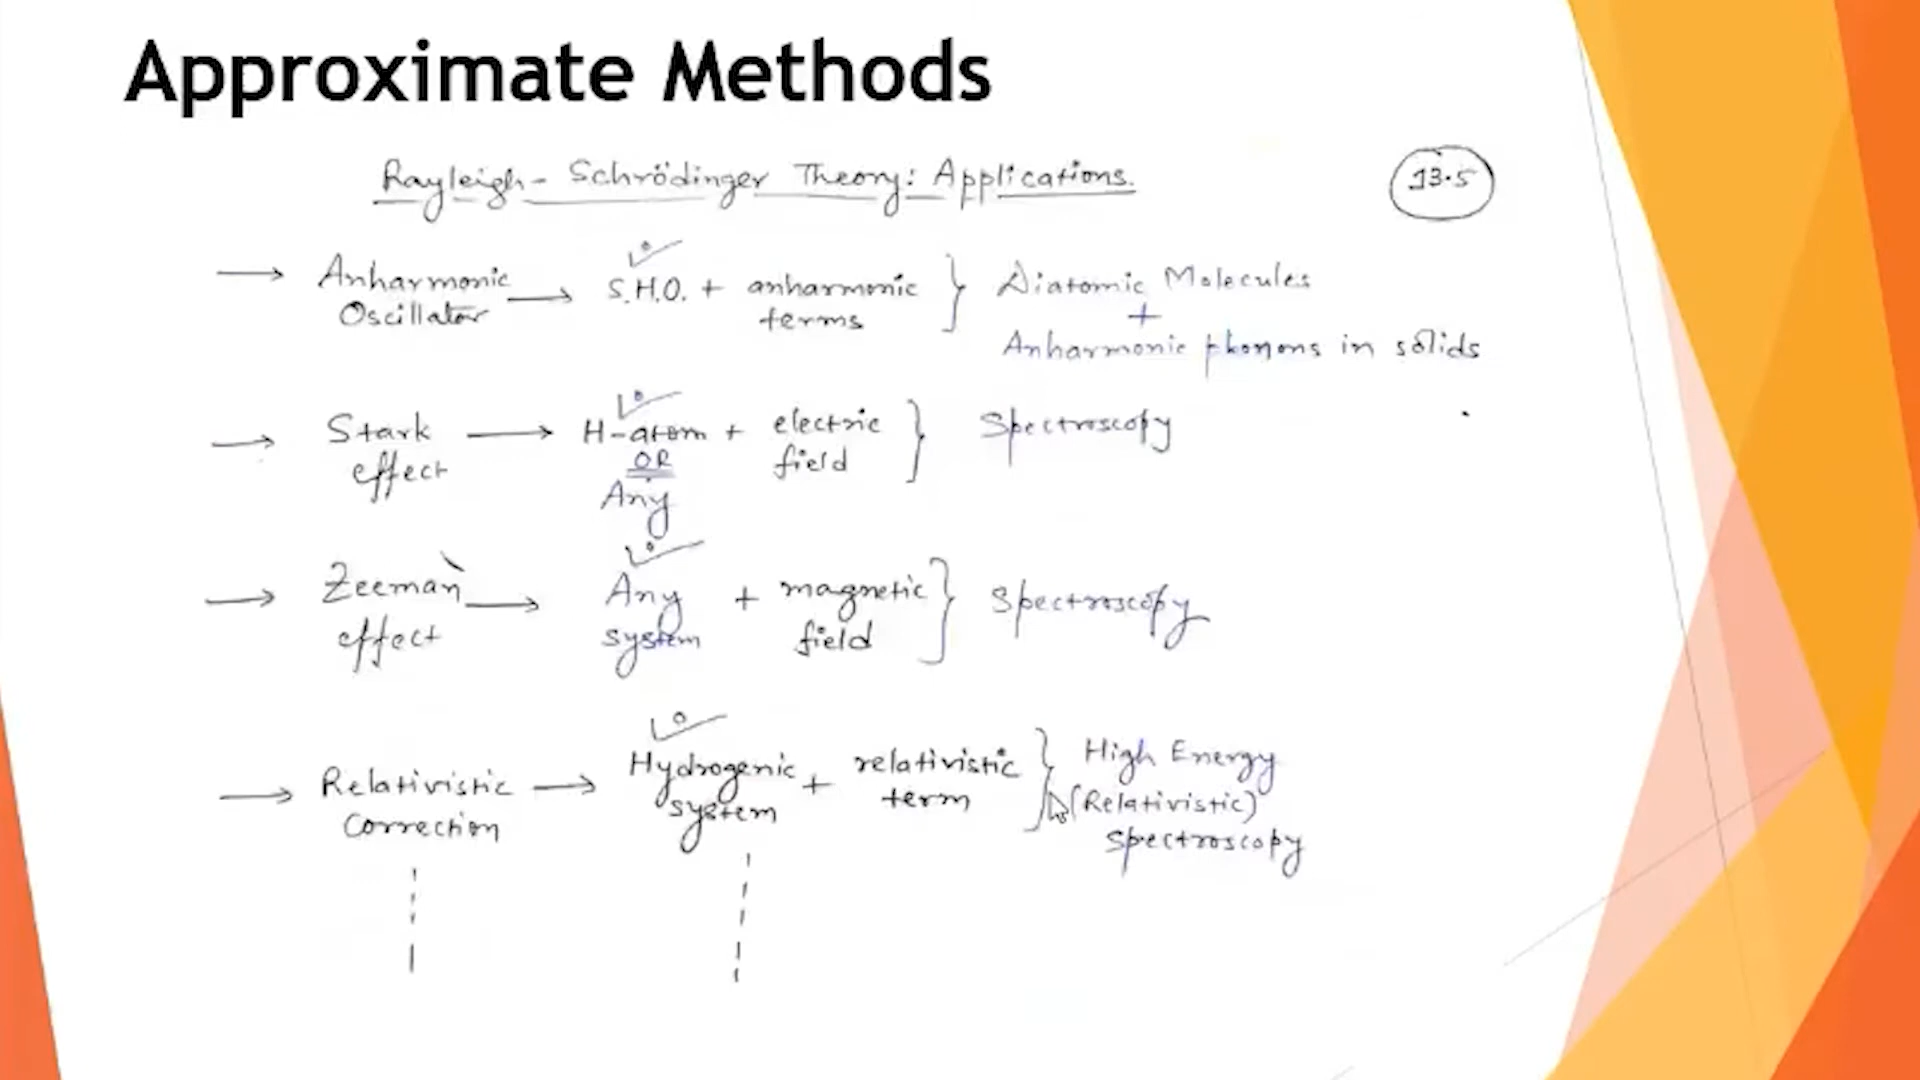 Approximate Methods
Rayleigh - Schrödinger Theory: Applications.
13.5
→ Anharmonic Oscillator → S.H.O. + anharmonic terms } Diatomic Molecules
+
Anharmonic phonons in solids
→ Stark effect → H-atom + electric field } Spectroscopy
OR
Any
→ Zeeman effect → Any system + magnetic field } Spectroscopy
→ Relativistic Correction → Hydrogenic system + relativistic term } High Energy
(Relativistic)
Spectroscopy